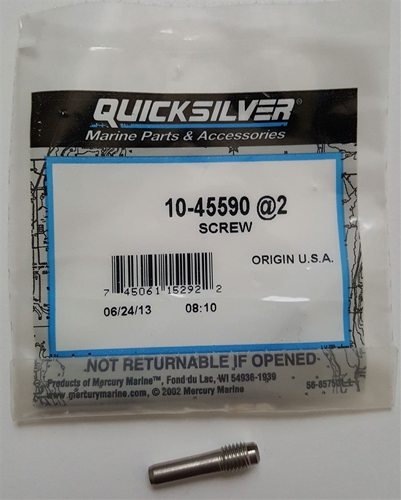 QUICKSILVER
Marine Parts & Accessories
10-45590 @2
SCREW
ORIGIN U.S.A.
7 45061 15292 2
06/24/13 08:10
NOT RETURNABLE IF OPENED
Products of Mercury Marine™, Fond du Lac, WI 54936-1939
www.mercurymarine.com © 2002 Mercury Marine